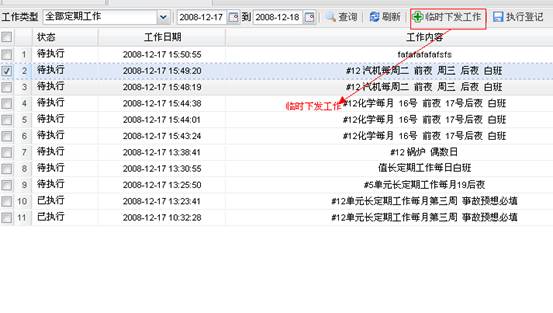 工作类型 全部定期工作 2008-12-17 到 2008-12-18 查询 刷新 临时下发工作 执行登记
状态 工作日期 工作内容
1 待执行 2008-12-17 15:50:55 fafafafafafsfs
2 待执行 2008-12-17 15:49:20 #12 汽机每周二 前夜 周三 后夜 白班
3 待执行 2008-12-17 15:48:19 #12 汽机每周二 前夜 周三 后夜 白班
临时下发工作
4 待执行 2008-12-17 15:44:38 #12化学每月 16号 前夜 17号后夜 白班
5 待执行 2008-12-17 15:44:01 #12化学每月 16号 前夜 17号后夜 白班
6 待执行 2008-12-17 15:43:24 #12化学每月 16号 前夜 17号后夜 白班
7 待执行 2008-12-17 13:38:41 #12 锅炉 偶数日
8 待执行 2008-12-17 13:30:55 值长定期工作每日白班
9 待执行 2008-12-17 13:25:50 #5单元长定期工作每月19后夜
10 已执行 2008-12-17 13:23:41 #12单元长定期工作每月第三周 事故预想必填
11 已执行 2008-12-17 10:32:28 #12单元长定期工作每月第三周 事故预想必填